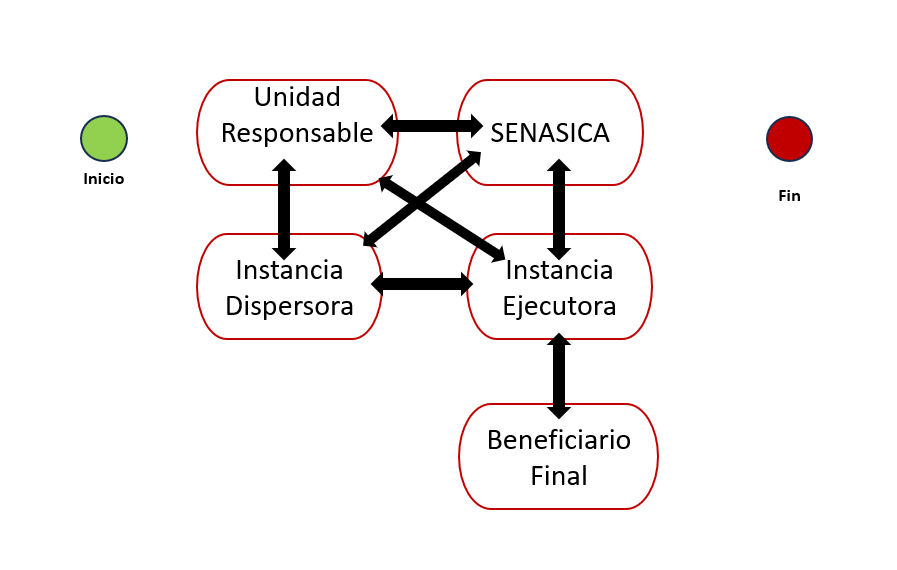 Unidad
Responsable
SENASICA
Inicio
Fin
Instancia
Dispersora
Instancia
Ejecutora
Beneficiario
Final